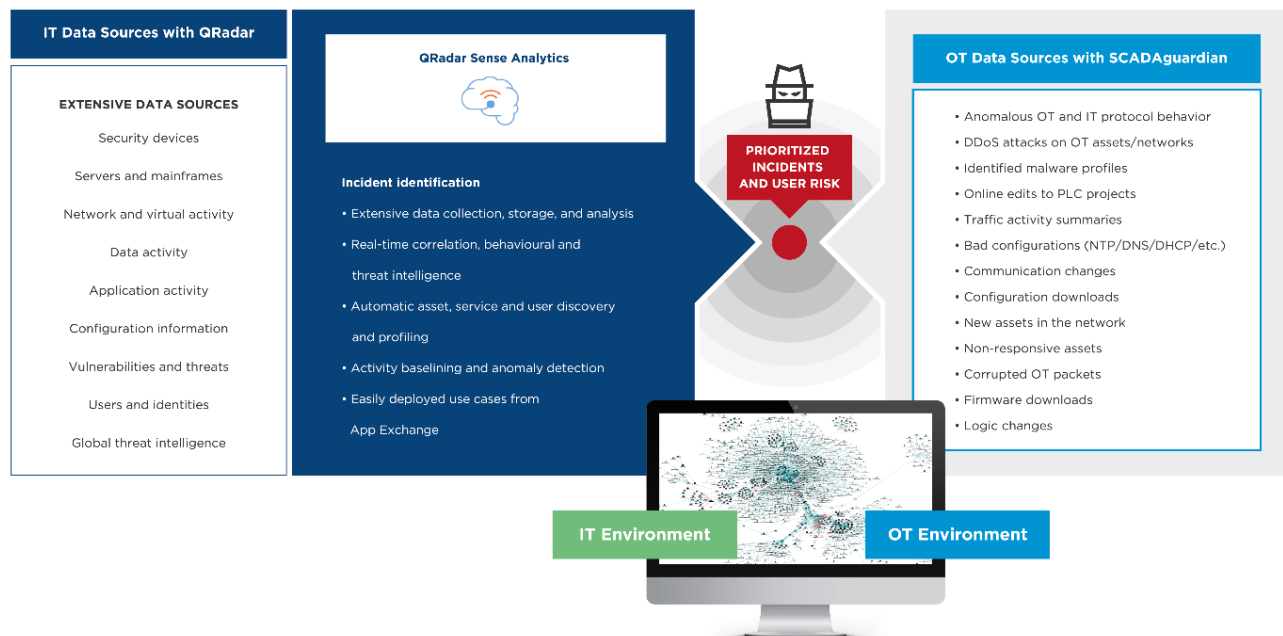 IT Data Sources with QRadar
EXTENSIVE DATA SOURCES
Security devices
Servers and mainframes
Network and virtual activity
Data activity
Application activity
Configuration information
Vulnerabilities and threats
Users and identities
Global threat intelligence
QRadar Sense Analytics
Incident identification
• Extensive data collection, storage, and analysis
• Real-time correlation, behavioural and
threat intelligence
• Automatic asset, service and user discovery
and profiling
• Activity baselining and anomaly detection
• Easily deployed use cases from
App Exchange
PRIORITIZED
INCIDENTS
AND USER RISK
OT Data Sources with SCADAguardian
• Anomalous OT and IT protocol behavior
• DDoS attacks on OT assets/networks
• Identified malware profiles
• Online edits to PLC projects
• Traffic activity summaries
• Bad configurations (NTP/DNS/DHCP/etc.)
• Communication changes
• Configuration downloads
• New assets in the network
• Non-responsive assets
• Corrupted OT packets
• Firmware downloads
• Logic changes
IT Environment
OT Environment